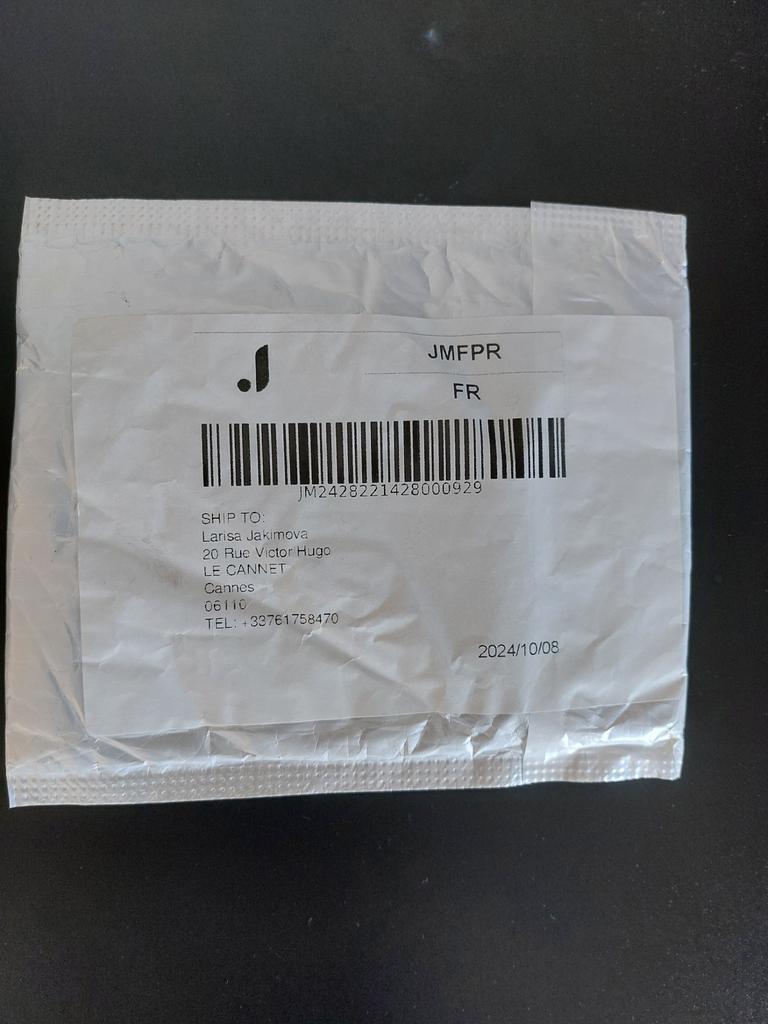 JMFPR
FR
JM2428221428000929
SHIP TO:
Larisa Jakimova
20 Rue Victor Hugo
LE CANNET
Cannes
06110
TEL: +33761758470
2024/10/08